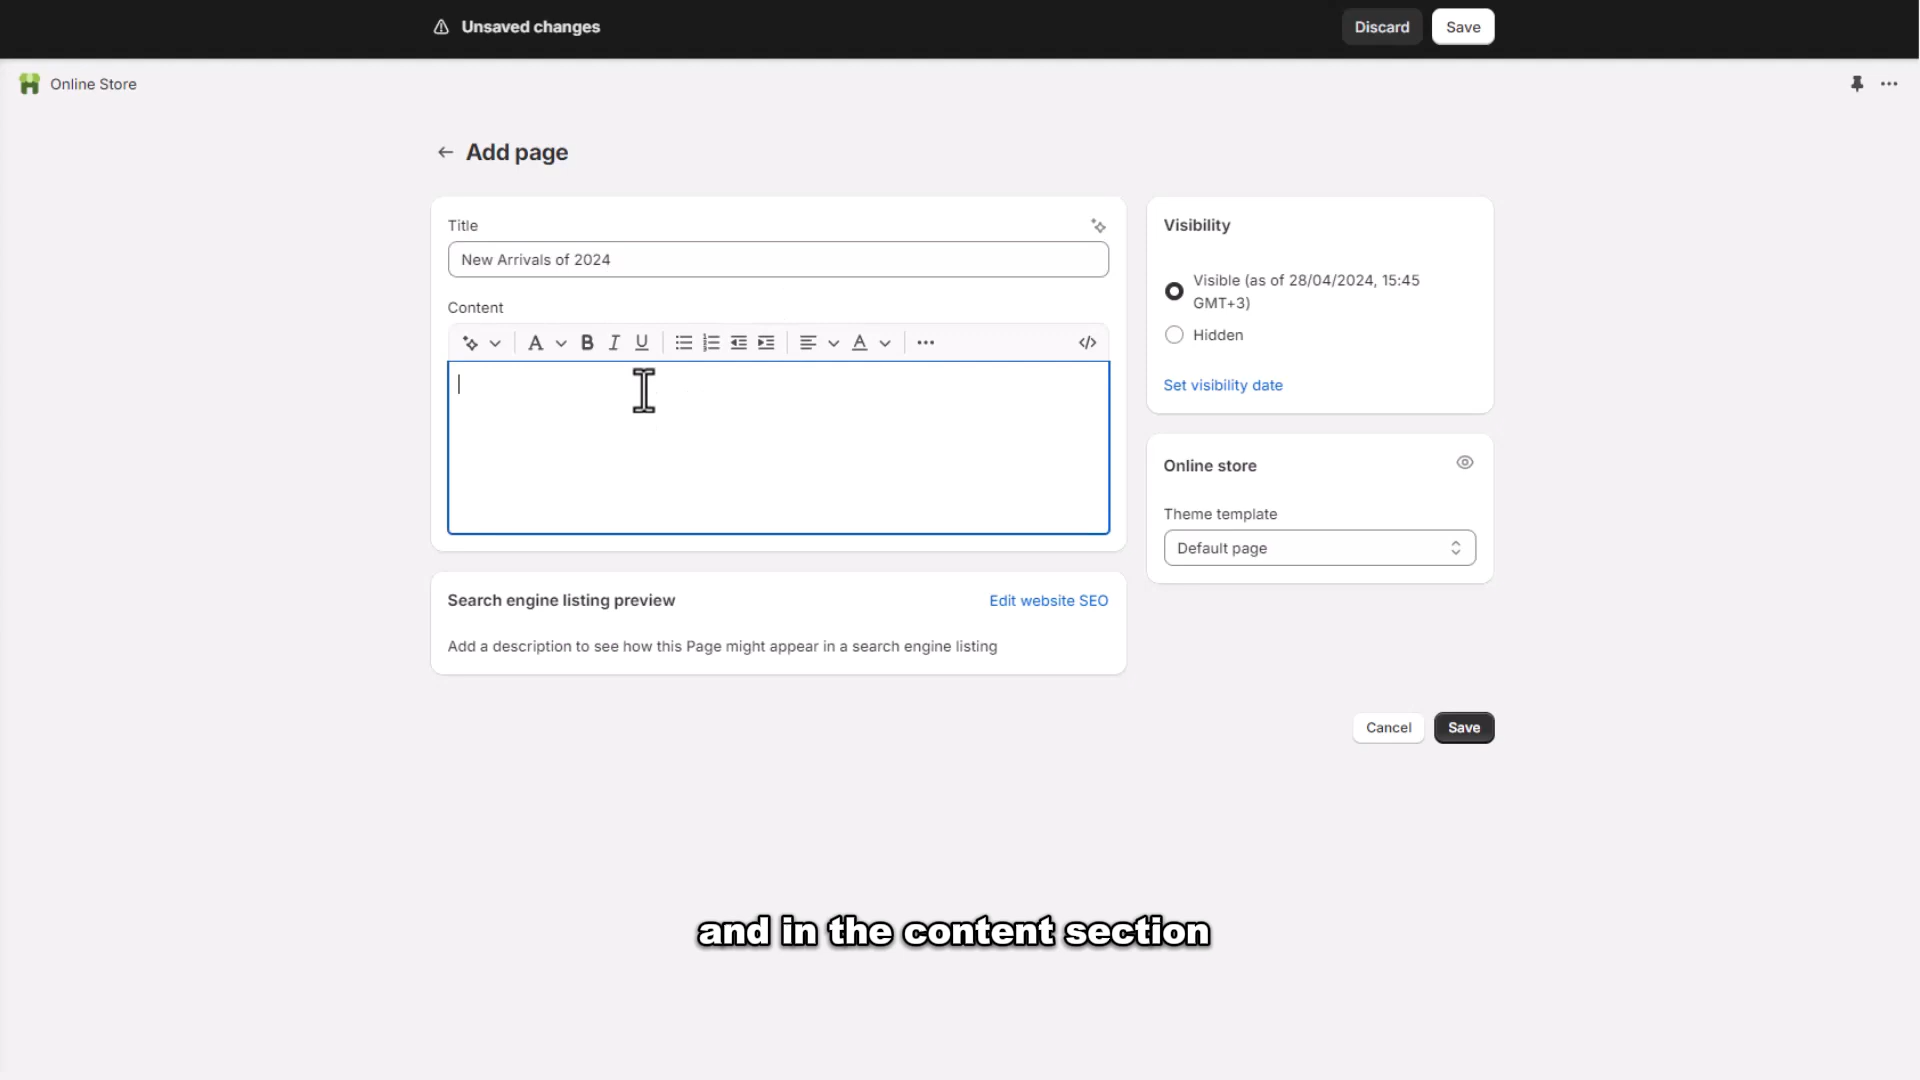 Unsaved changes
Discard
Save
Online Store
Add page
Title
New Arrivals of 2024
Content
A
B
I
U
A
</>
Search engine listing preview
Edit website SEO
Add a description to see how this Page might appear in a search engine listing
Visibility
Visible (as of 28/04/2024, 15:45
GMT+3)
Hidden
Set visibility date
Online store
Theme template
Default page
Cancel
Save
and in the content section